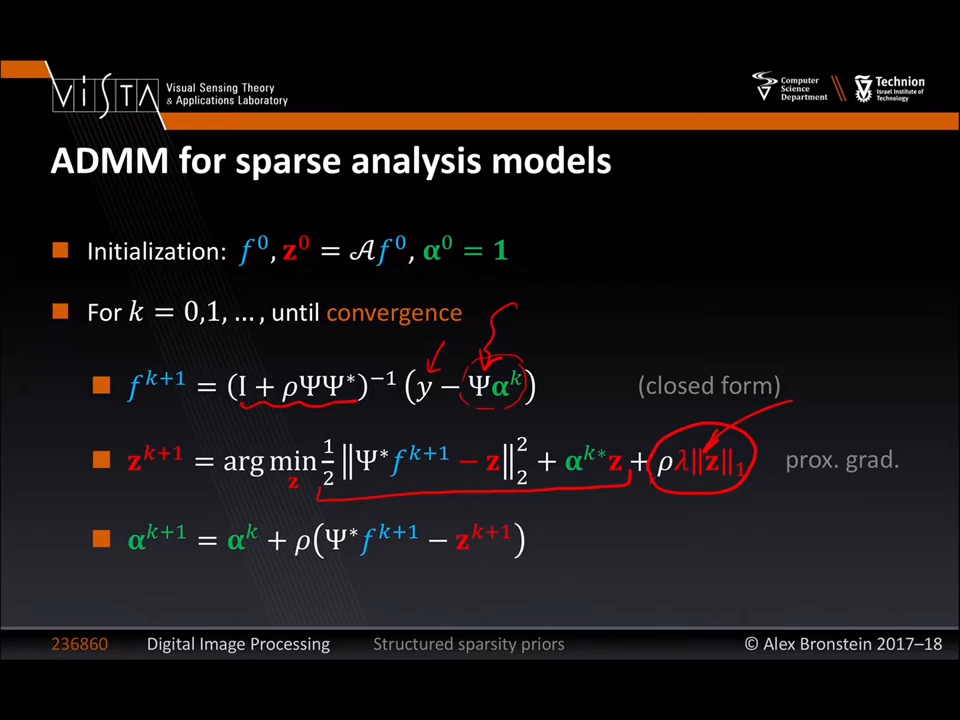 ViSTA Visual Sensing Theory & Applications Laboratory
Computer Science Department
Technion Israel Institute of Technology
ADMM for sparse analysis models
Initialization: f⁰, z⁰ = 𝒜f⁰, α⁰ = 1
For k = 0,1, …, until convergence
f^{k+1} = (I + ρΨΨ*)⁻¹(y − Ψα^k) (closed form)
z^{k+1} = arg min_z 1/2 ‖Ψ*f^{k+1} − z‖₂² + α^{k*}z + ρλ‖z‖₁ prox. grad.
α^{k+1} = α^k + ρ(Ψ*f^{k+1} − z^{k+1})
236860 Digital Image Processing Structured sparsity priors © Alex Bronstein 2017–18